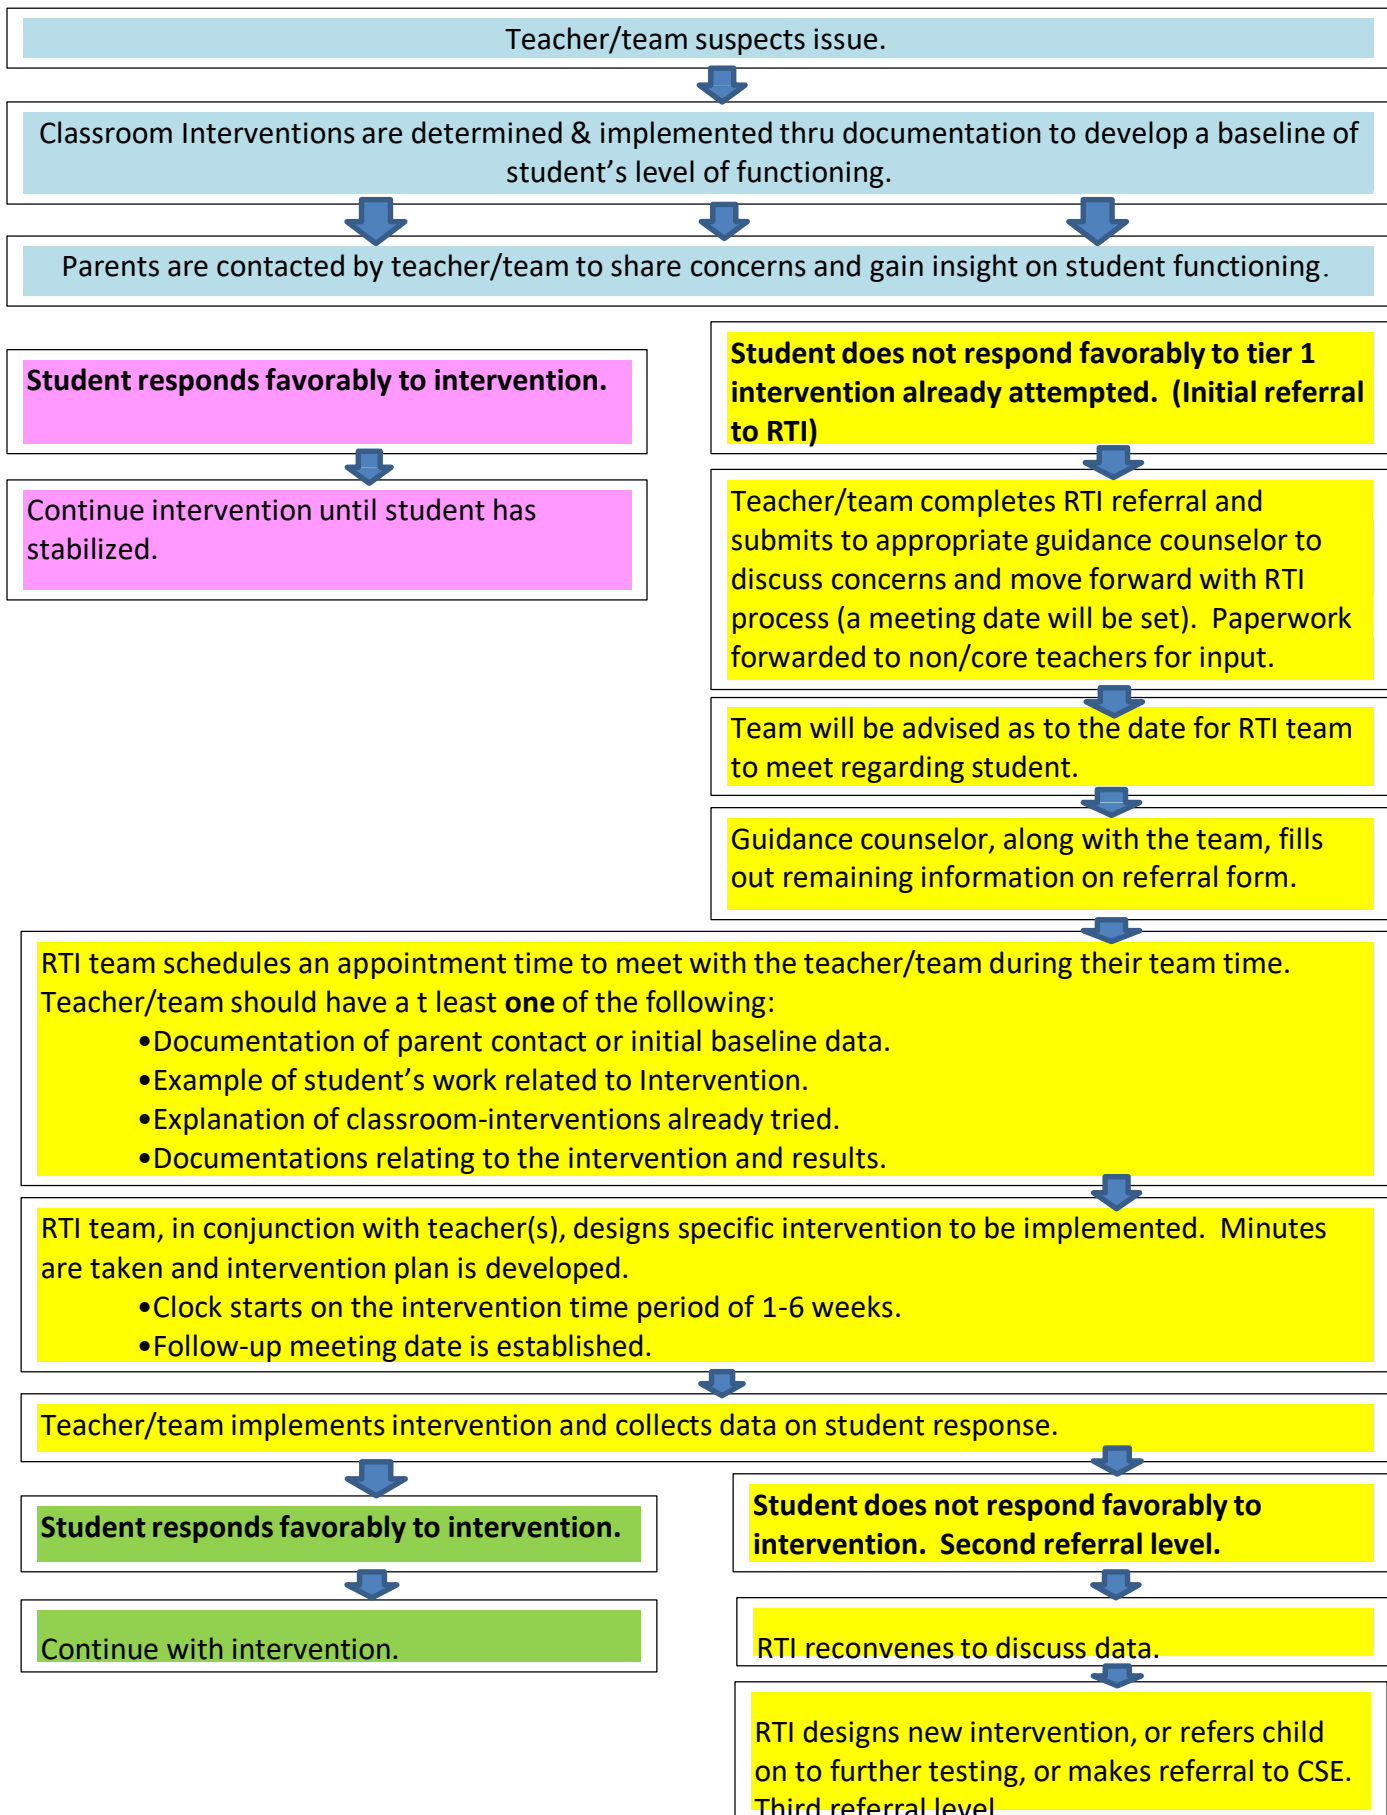 Teacher/team suspects issue.
Classroom Interventions are determined & implemented thru documentation to develop a baseline of
student’s level of functioning.
Parents are contacted by teacher/team to share concerns and gain insight on student functioning.
Student responds favorably to intervention.
Continue intervention until student has
stabilized.
Student does not respond favorably to tier 1
intervention already attempted.  (Initial referral
to RTI)
Teacher/team completes RTI referral and
submits to appropriate guidance counselor to
discuss concerns and move forward with RTI
process (a meeting date will be set).  Paperwork
forwarded to non/core teachers for input.
Team will be advised as to the date for RTI team
to meet regarding student.
Guidance counselor, along with the team, fills
out remaining information on referral form.
RTI team schedules an appointment time to meet with the teacher/team during their team time.
Teacher/team should have a t least one of the following:
•Documentation of parent contact or initial baseline data.
•Example of student’s work related to Intervention.
•Explanation of classroom-interventions already tried.
•Documentations relating to the intervention and results.
RTI team, in conjunction with teacher(s), designs specific intervention to be implemented.  Minutes
are taken and intervention plan is developed.
•Clock starts on the intervention time period of 1-6 weeks.
•Follow-up meeting date is established.
Teacher/team implements intervention and collects data on student response.
Student responds favorably to intervention.
Continue with intervention.
Student does not respond favorably to
intervention.  Second referral level.
RTI reconvenes to discuss data.
RTI designs new intervention, or refers child
on to further testing, or makes referral to CSE.
Third referral level